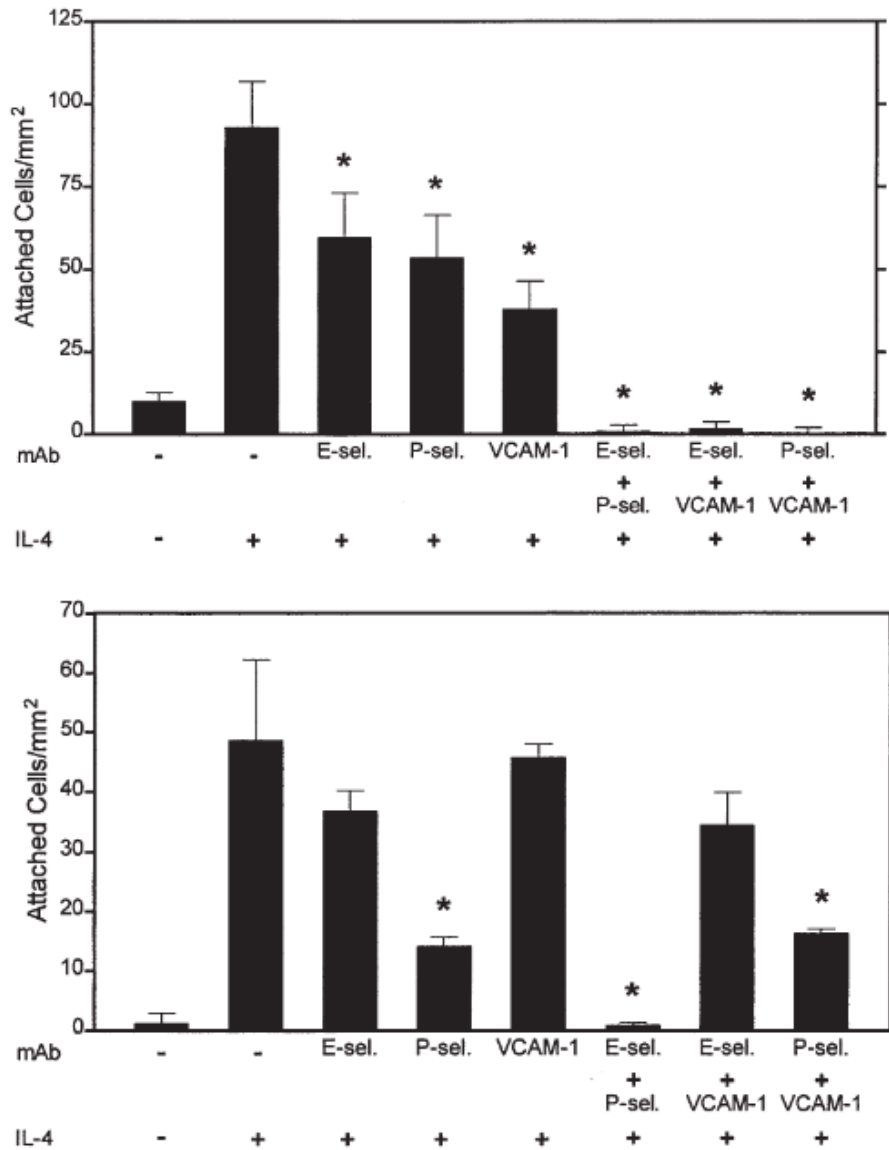 125
100
75
50
25
0
Attached Cells/mm²
* * * * * *
mAb - - E-sel. P-sel. VCAM-1 E-sel. E-sel. P-sel.
+ + +
P-sel. VCAM-1 VCAM-1
IL-4 - + + + + + + +
70
60
50
40
30
20
10
0
Attached Cells/mm²
* * *
mAb - - E-sel. P-sel. VCAM-1 E-sel. E-sel. P-sel.
+ + +
P-sel. VCAM-1 VCAM-1
IL-4 - + + + + + + +